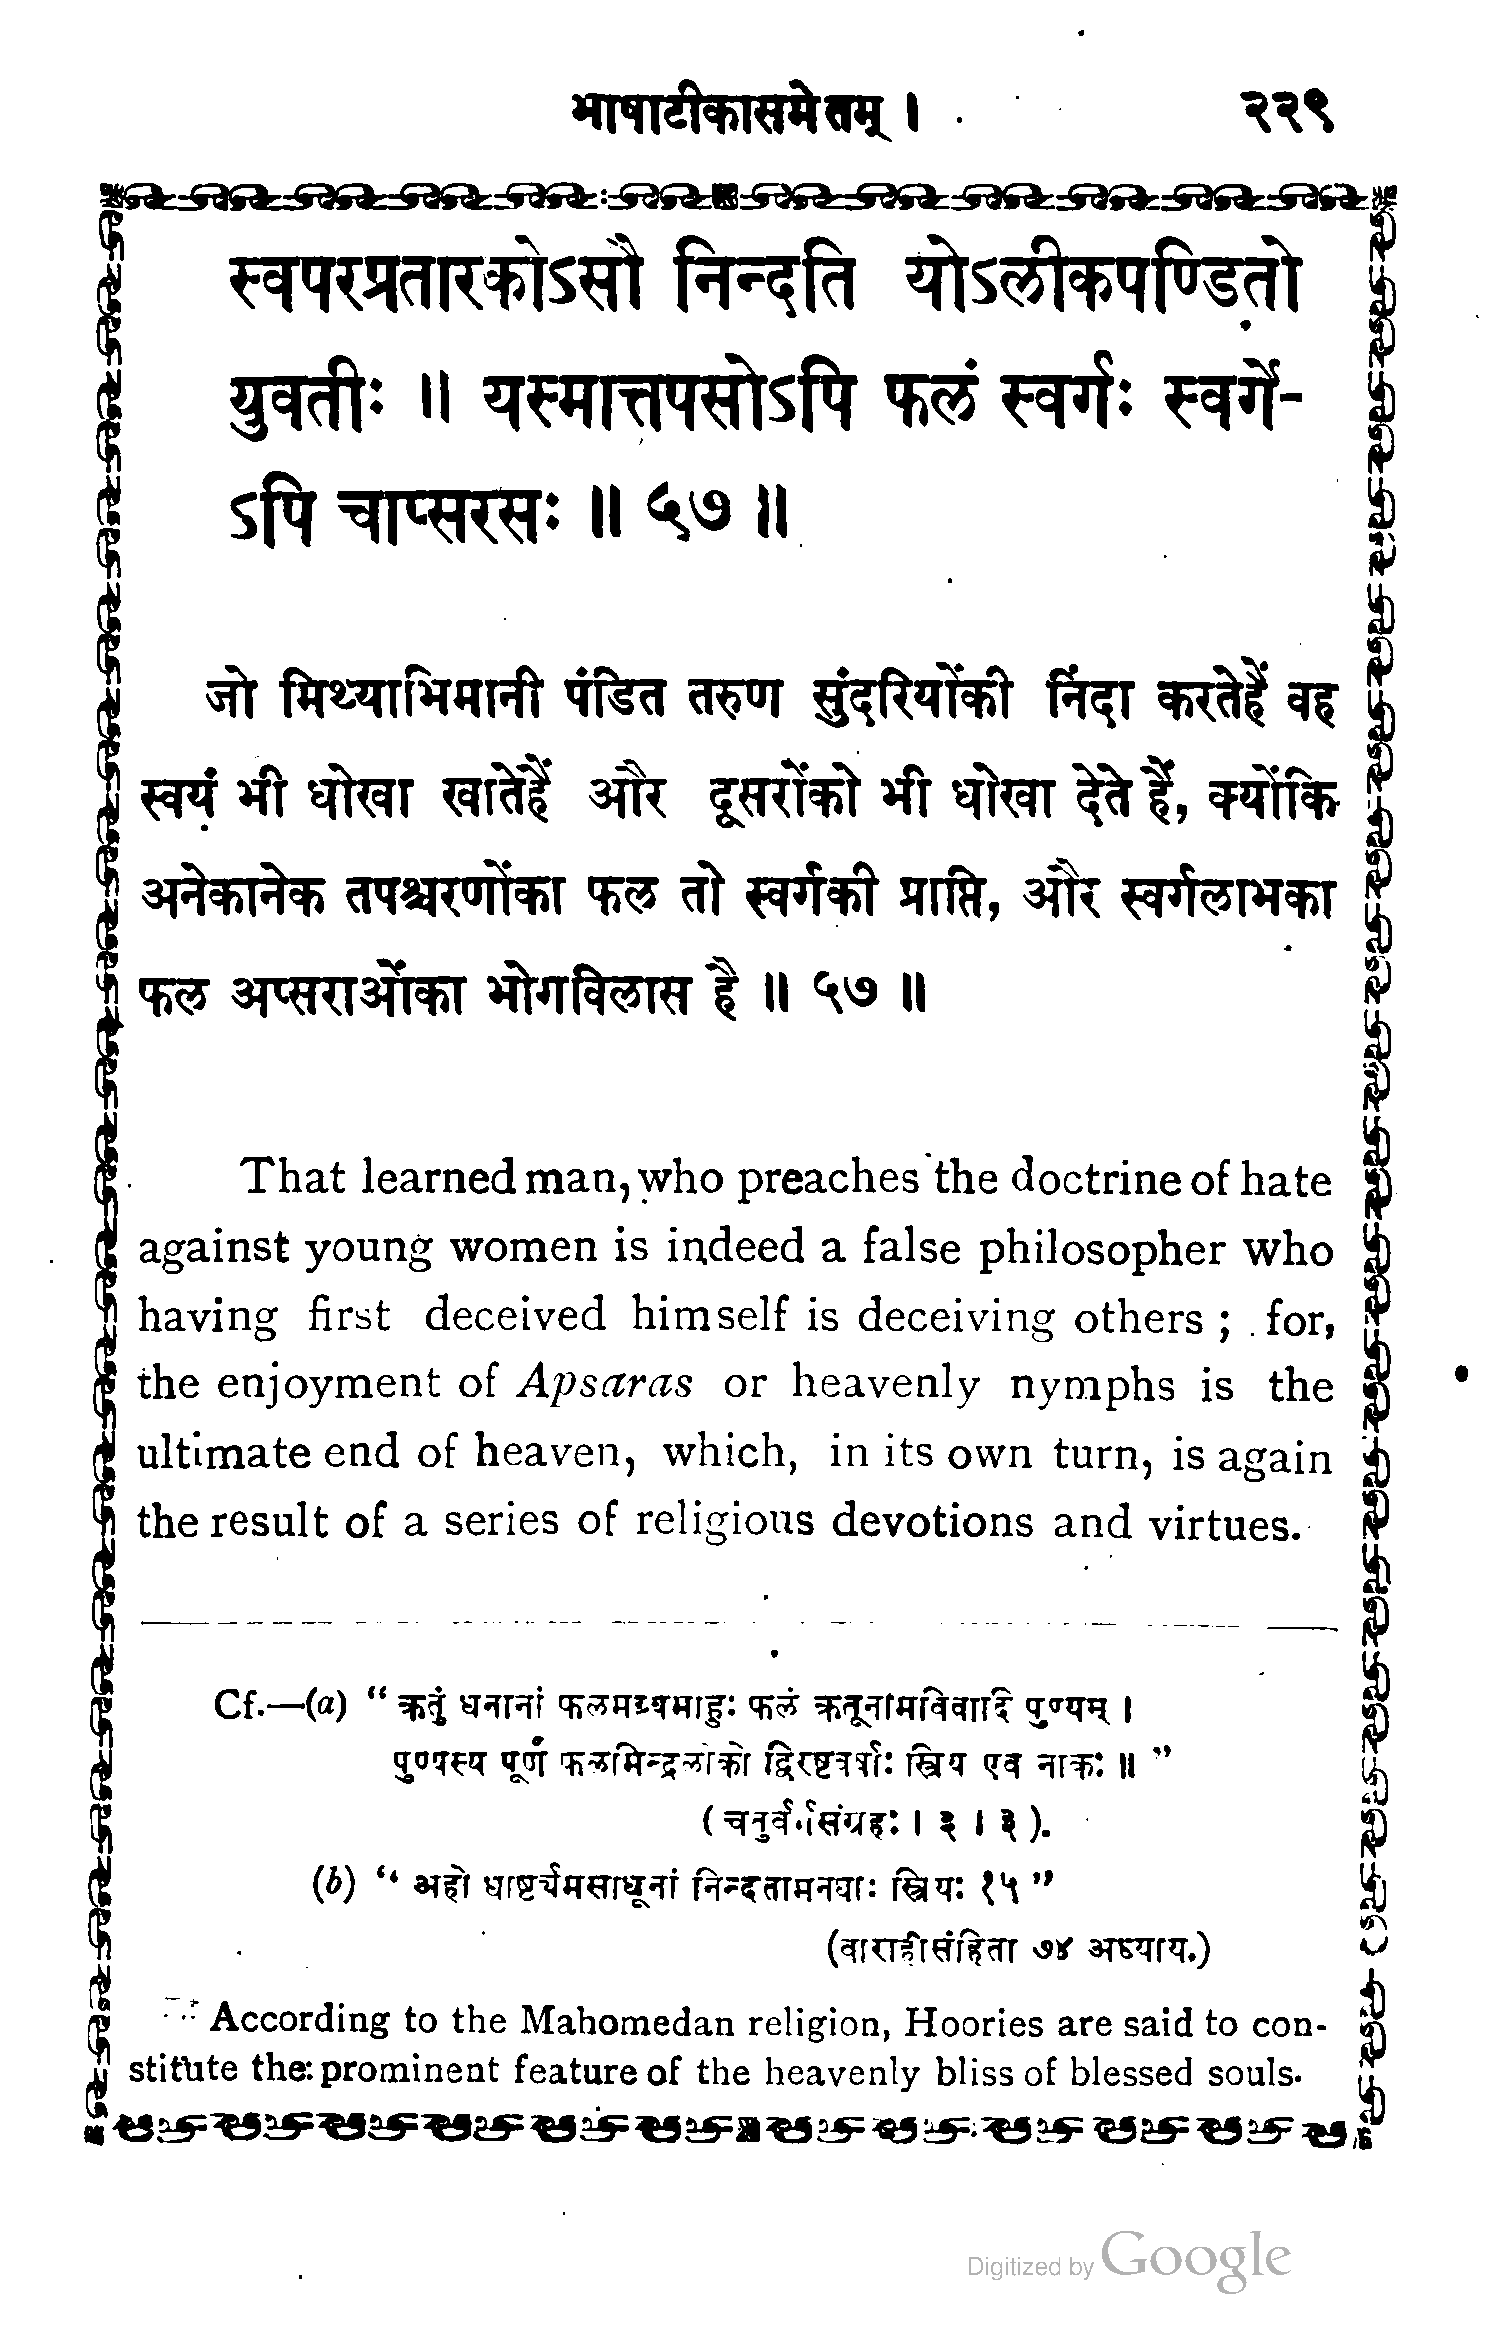 भाषाटीकासमेतम् । २२९
स्वपरप्रतारकोऽसौ निन्दति योऽलीकपण्डितो
युवतीः ॥ यस्मात्तपसोऽपि फलं स्वर्गः स्वर्गे-
ऽपि चाप्सरसः ॥ ५७ ॥
जो मिथ्याभिमानी पंडित तरुण सुंदरियोंकी निंदा करतेहैं वह
स्वयं भी धोखा खातेहैं और दूसरोंको भी धोखा देते हैं, क्योंकि
अनेकानेक तपश्चरणोंका फल तो स्वर्गकी प्राप्ति, और स्वर्गलाभका
फल अप्सराओंका भोगविलास है ॥ ५७ ॥
That learned man, who preaches the doctrine of hate
against young women is indeed a false philosopher who
having first deceived himself is deceiving others ; for,
the enjoyment of Apsaras or heavenly nymphs is the
ultimate end of heaven, which, in its own turn, is again
the result of a series of religious devotions and virtues.
Cf.—(a) “ क्रतुं धनानां फलमग्र्यमाहुः फलं क्रतूनामविवादि पुण्यम् ।
पुण्यस्य पूर्णं फलमिन्द्रलोको द्विरष्टवर्षाः स्त्रिय एव नाकः ॥ ”
( चतुर्वर्गसंग्रहः । ३ । ३ ).
(b) “ अहो धाष्टर्यमसाधूनां निन्दतामनघाः स्त्रियः १५ ”
(वाराहीसंहिता ७४ अध्याय.)
According to the Mahomedan religion, Hoories are said to con-
stitute the prominent feature of the heavenly bliss of blessed souls.
Digitized by Google